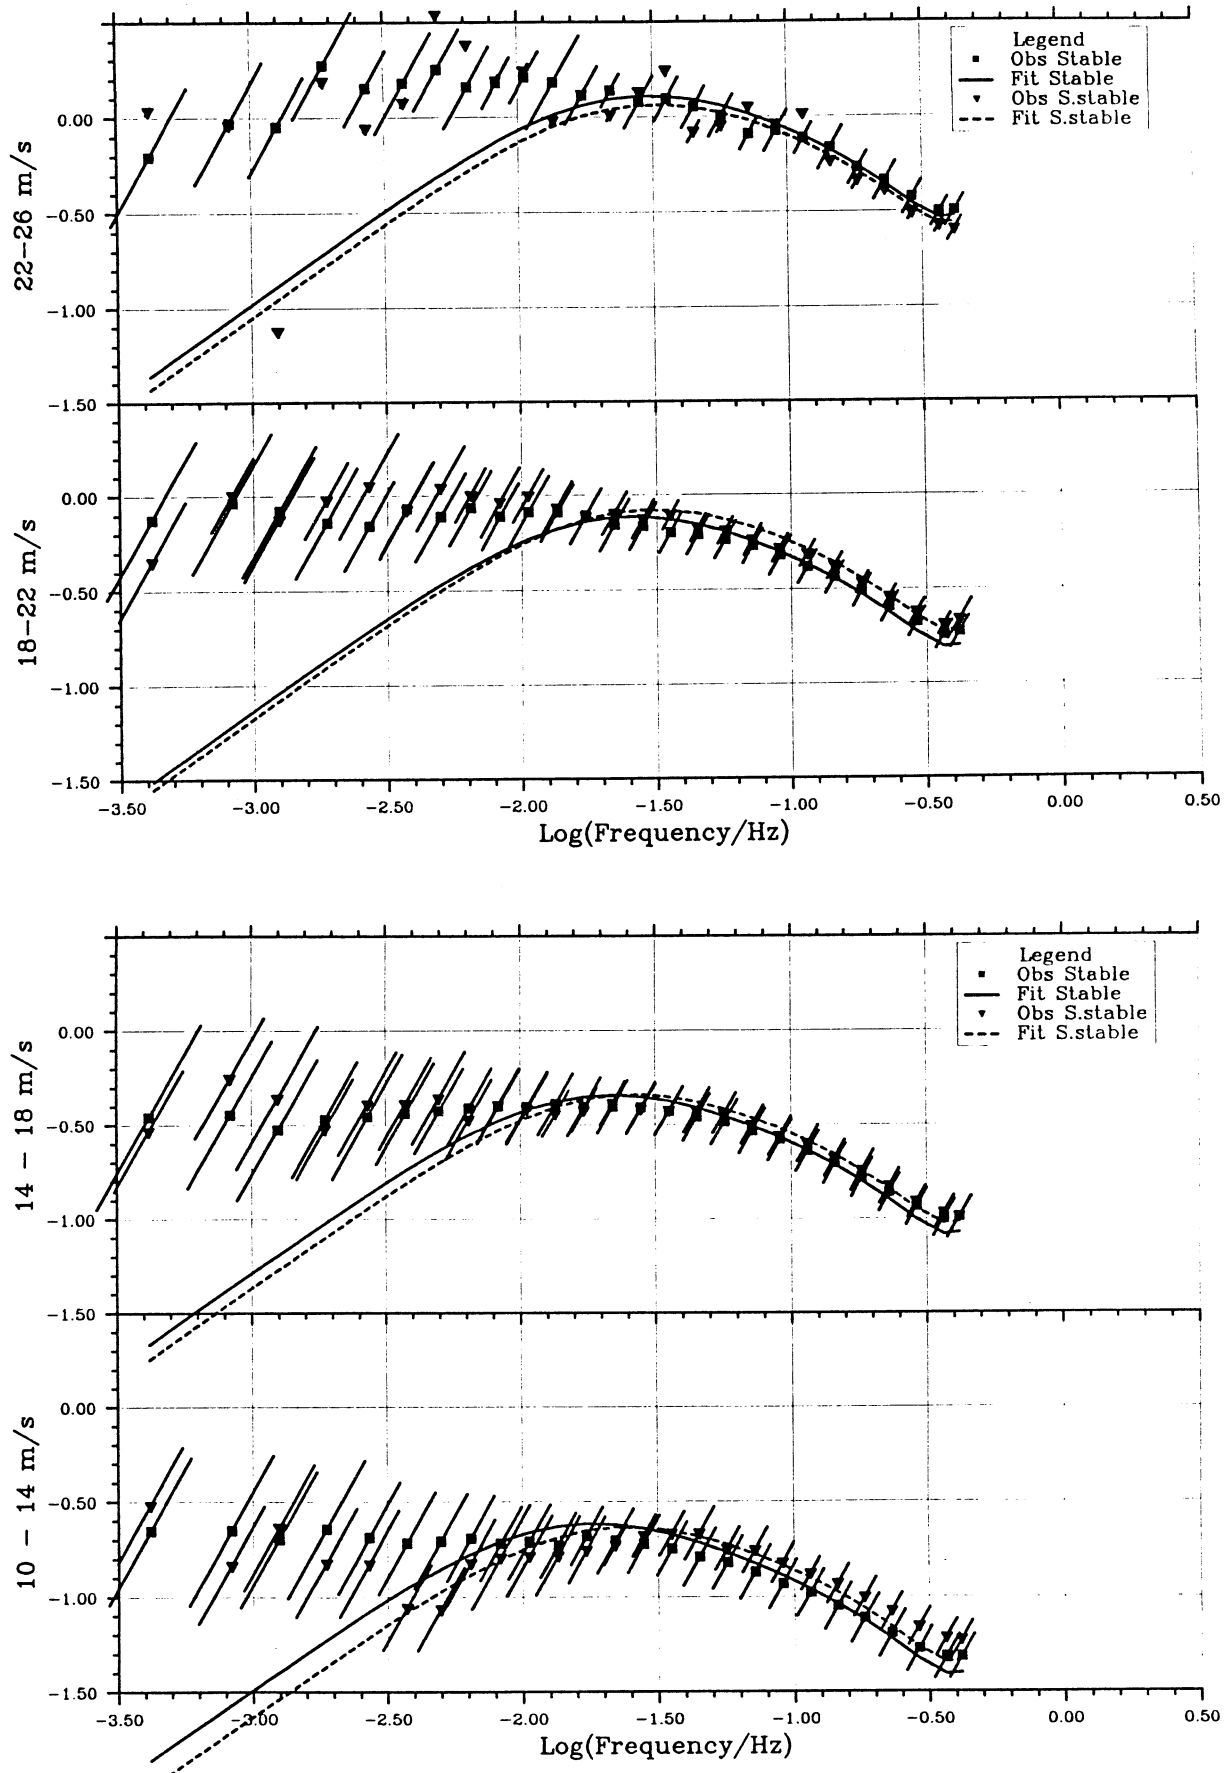 Legend
Obs Stable
Fit Stable
Obs S.stable
Fit S.stable
22−26 m/s
0.00
−0.50
−1.00
−1.50
18−22 m/s
0.00
−0.50
−1.00
−1.50
−3.50 −3.00 −2.50 −2.00 −1.50 −1.00 −0.50 0.00 0.50
Log(Frequency/Hz)
Legend
Obs Stable
Fit Stable
Obs S.stable
Fit S.stable
14 − 18 m/s
0.00
−0.50
−1.00
−1.50
10 − 14 m/s
0.00
−0.50
−1.00
−1.50
−3.50 −3.00 −2.50 −2.00 −1.50 −1.00 −0.50 0.00 0.50
Log(Frequency/Hz)